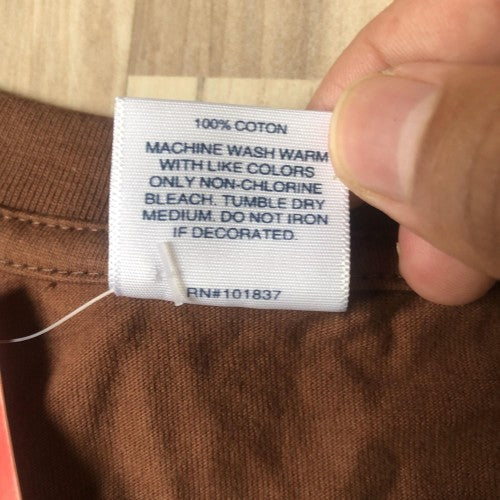 100% COTON
MACHINE WASH WARM
WITH LIKE COLORS
ONLY NON-CHLORINE
BLEACH. TUMBLE DRY
MEDIUM. DO NOT IRON
IF DECORATED.
RN#101837